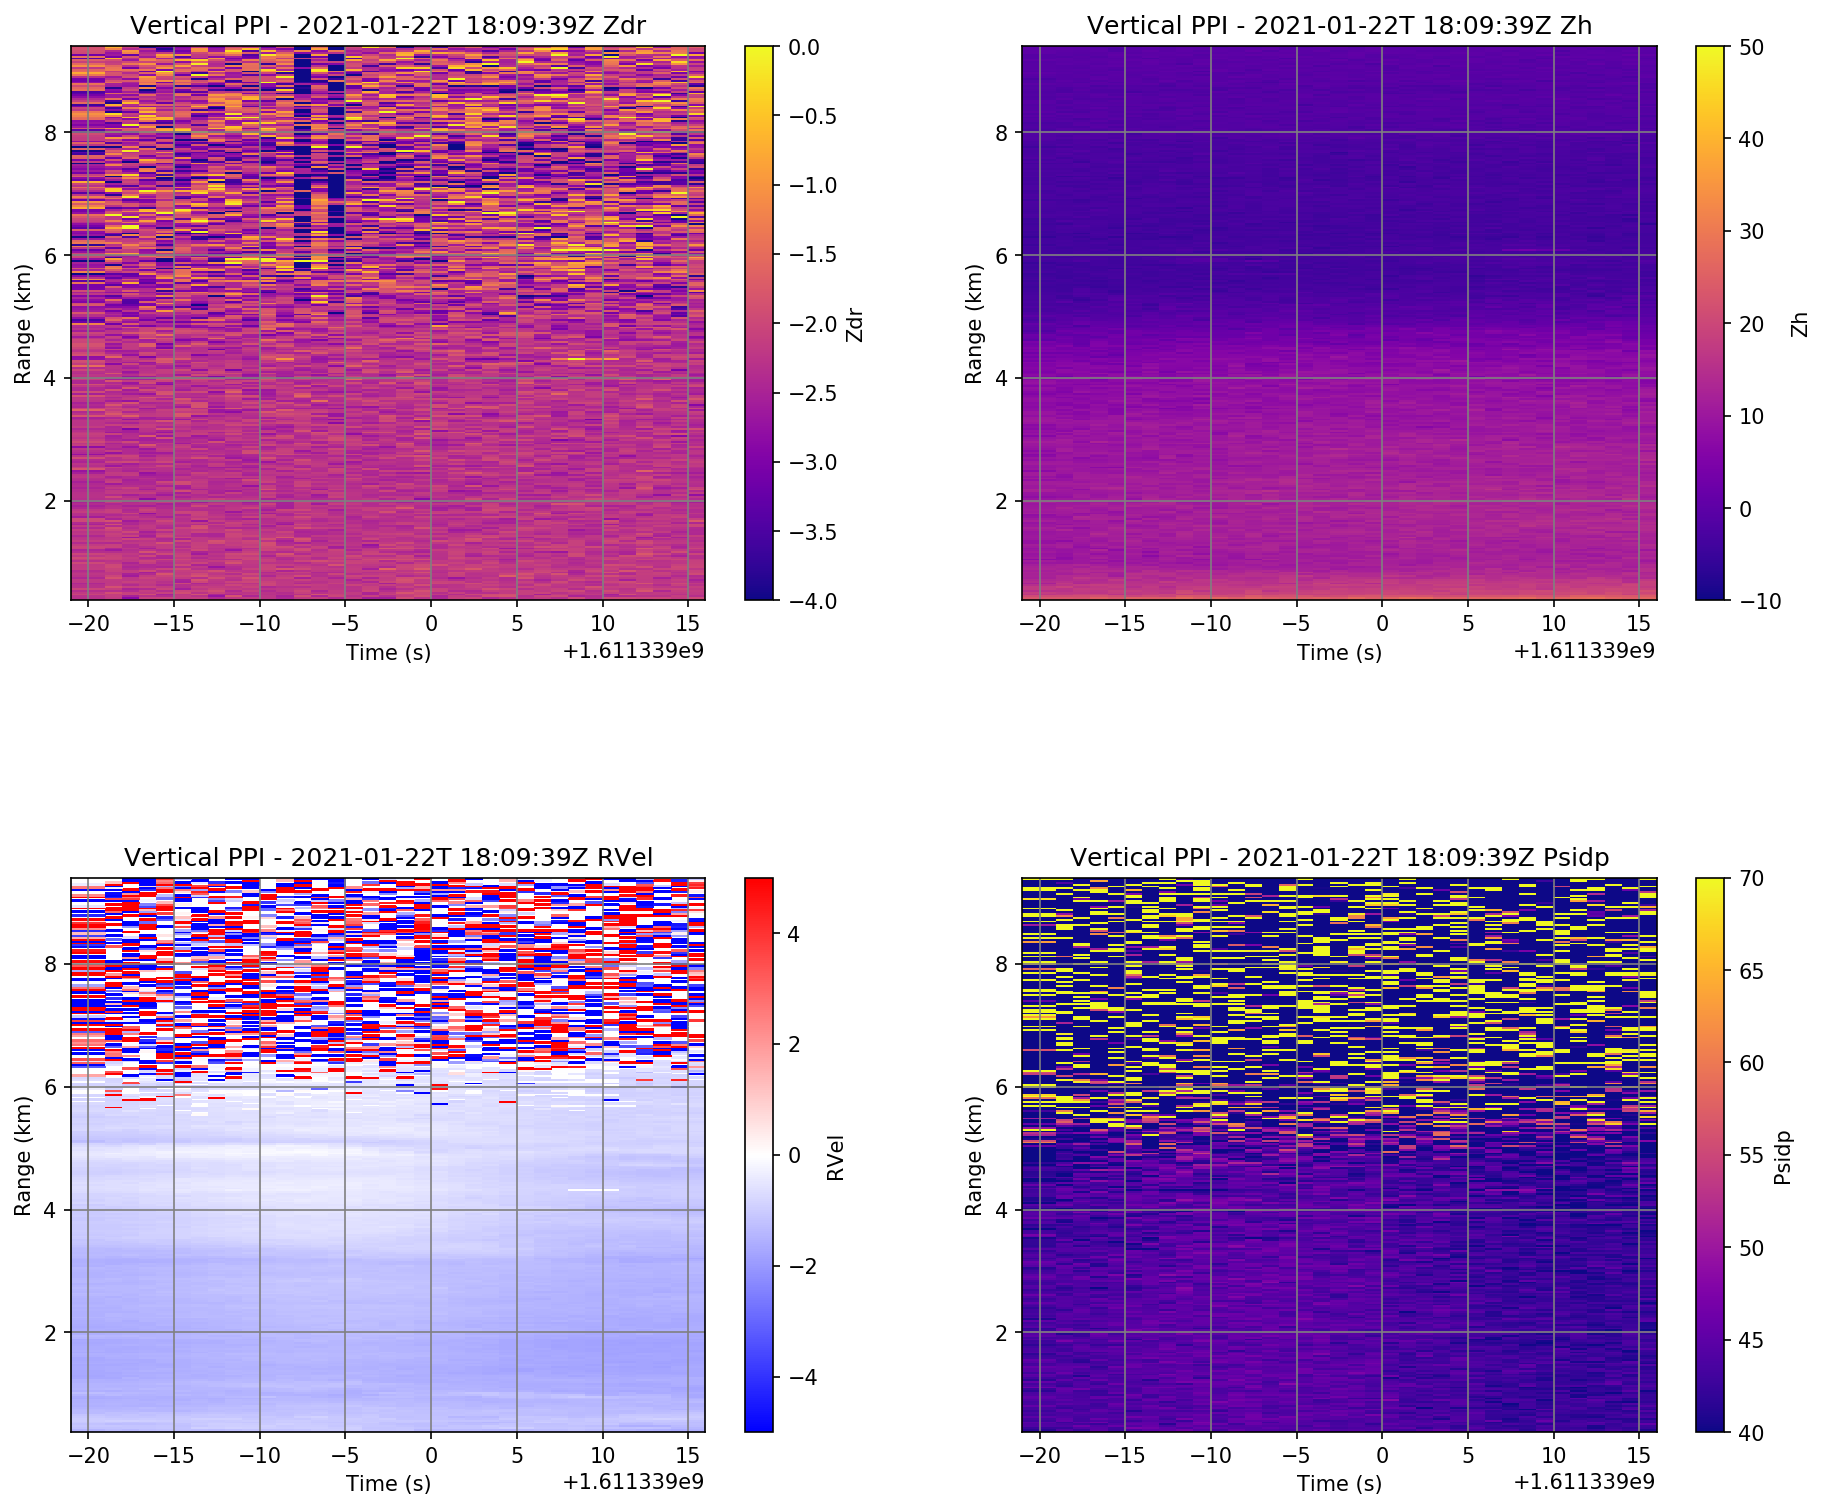 Vertical PPI - 2021-01-22T 18:09:39Z Zdr
Range (km)
8
6
4
2
−20 −15 −10 −5 0 5 10 15
Time (s)
+1.611339e9
0.0
−0.5
−1.0
−1.5
−2.0
−2.5
−3.0
−3.5
−4.0
Zdr
Vertical PPI - 2021-01-22T 18:09:39Z Zh
Range (km)
8
6
4
2
−20 −15 −10 −5 0 5 10 15
Time (s)
+1.611339e9
50
40
30
20
10
0
−10
Zh
Vertical PPI - 2021-01-22T 18:09:39Z RVel
Range (km)
8
6
4
2
−20 −15 −10 −5 0 5 10 15
Time (s)
+1.611339e9
4
2
0
−2
−4
RVel
Vertical PPI - 2021-01-22T 18:09:39Z Psidp
Range (km)
8
6
4
2
−20 −15 −10 −5 0 5 10 15
Time (s)
+1.611339e9
70
65
60
55
50
45
40
Psidp